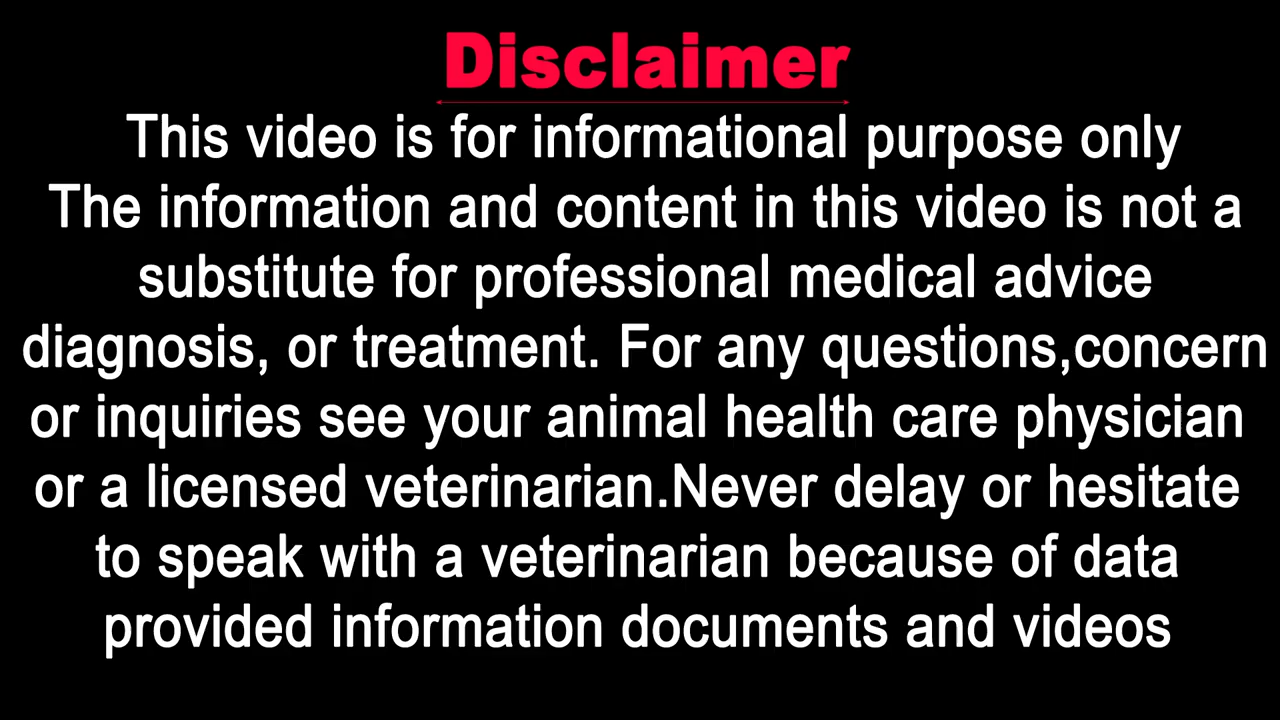 Disclaimer
This video is for informational purpose only
The information and content in this video is not a
substitute for professional medical advice
diagnosis, or treatment. For any questions,concern
or inquiries see your animal health care physician
or a licensed veterinarian.Never delay or hesitate
to speak with a veterinarian because of data
provided information documents and videos